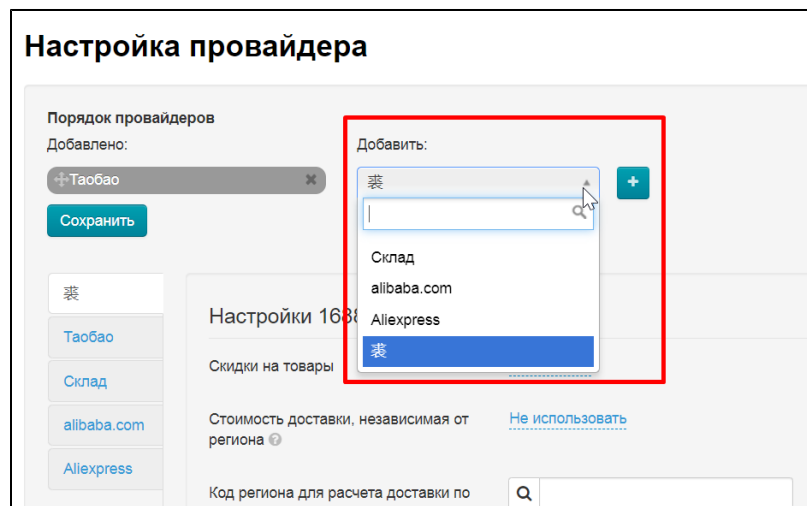 Настройка провайдера
Порядок провайдеров
Добавлено:
Добавить:
Таобао
裘
Сохранить
Склад
alibaba.com
Aliexpress
裘
裘
Таобао
Склад
alibaba.com
Aliexpress
Настройки 1688
Скидки на товары
Стоимость доставки, независимая от
региона
Не использовать
Код региона для расчета доставки по